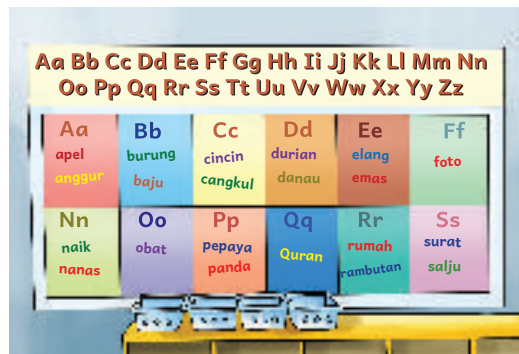 Aa Bb Cc Dd Ee Ff Gg Hh Ii Jj Kk Ll Mm Nn
Oo Pp Qq Rr Ss Tt Uu Vv Ww Xx Yy Zz
Aa
apel
anggur
Bb
burung
baju
Cc
cincin
cangkul
Dd
durian
danau
Ee
elang
emas
Ff
foto
Nn
naik
nanas
Oo
obat
Pp
pepaya
panda
Qq
Quran
Rr
rumah
rambutan
Ss
surat
salju